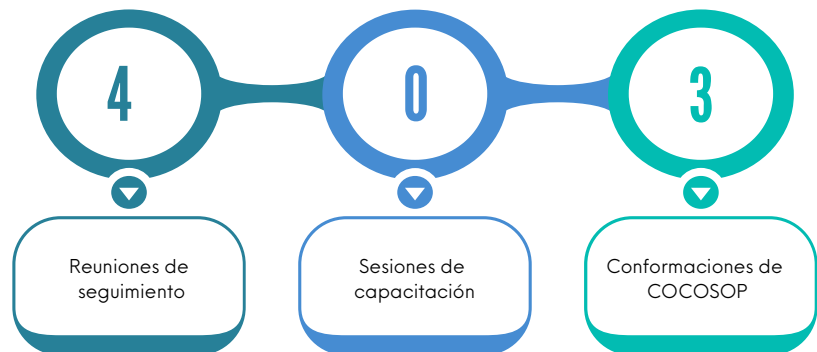 4
0
3
Reuniones de
seguimiento
Sesiones de
capacitación
Conformaciones de
COCOSOP